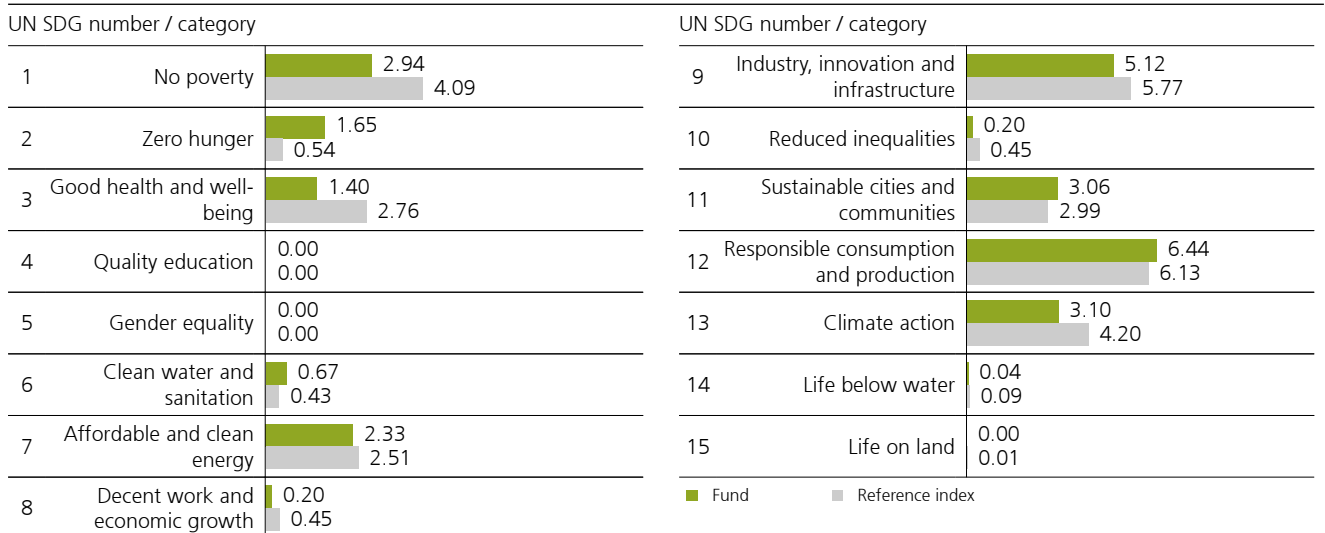 UN SDG number / category
1 No poverty 2.94
4.09
2 Zero hunger 1.65
0.54
3 Good health and well-
being 1.40
2.76
4 Quality education 0.00
0.00
5 Gender equality 0.00
0.00
6 Clean water and
sanitation 0.67
0.43
7 Affordable and clean
energy 2.33
2.51
8 Decent work and
economic growth 0.20
0.45
UN SDG number / category
9 Industry, innovation and
infrastructure 5.12
5.77
10 Reduced inequalities 0.20
0.45
11 Sustainable cities and
communities 3.06
2.99
12 Responsible consumption
and production 6.44
6.13
13 Climate action 3.10
4.20
14 Life below water 0.04
0.09
15 Life on land 0.00
0.01
Fund Reference index